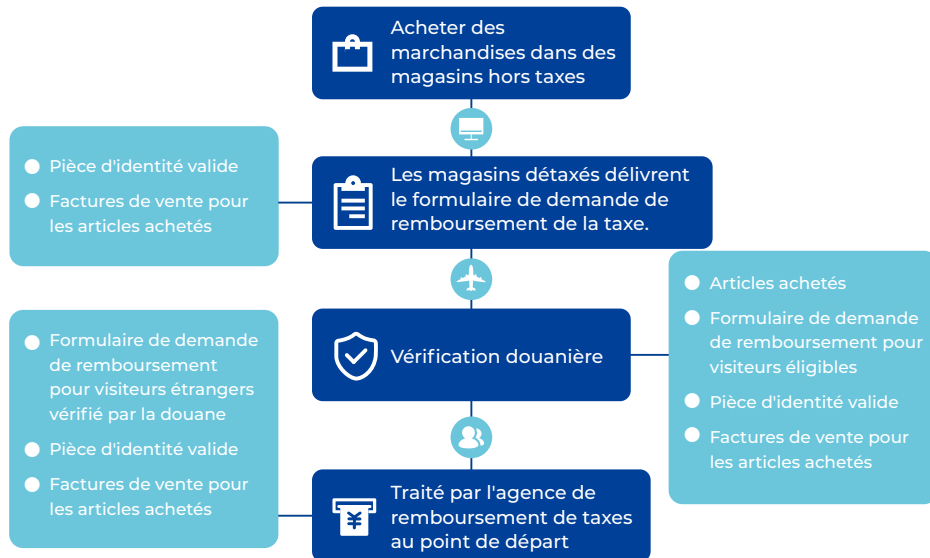 Acheter des
marchandises dans des
magasins hors taxes
Pièce d'identité valide
Factures de vente pour
les articles achetés
Les magasins détaxés délivrent
le formulaire de demande de
remboursement de la taxe.
Articles achetés
Formulaire de demande
de remboursement pour
visiteurs éligibles
Pièce d'identité valide
Factures de vente pour
les articles achetés
Vérification douanière
Formulaire de demande
de remboursement
pour visiteurs étrangers
vérifié par la douane
Pièce d'identité valide
Factures de vente pour
les articles achetés
¥
Traité par l'agence de
remboursement de taxes
au point de départ